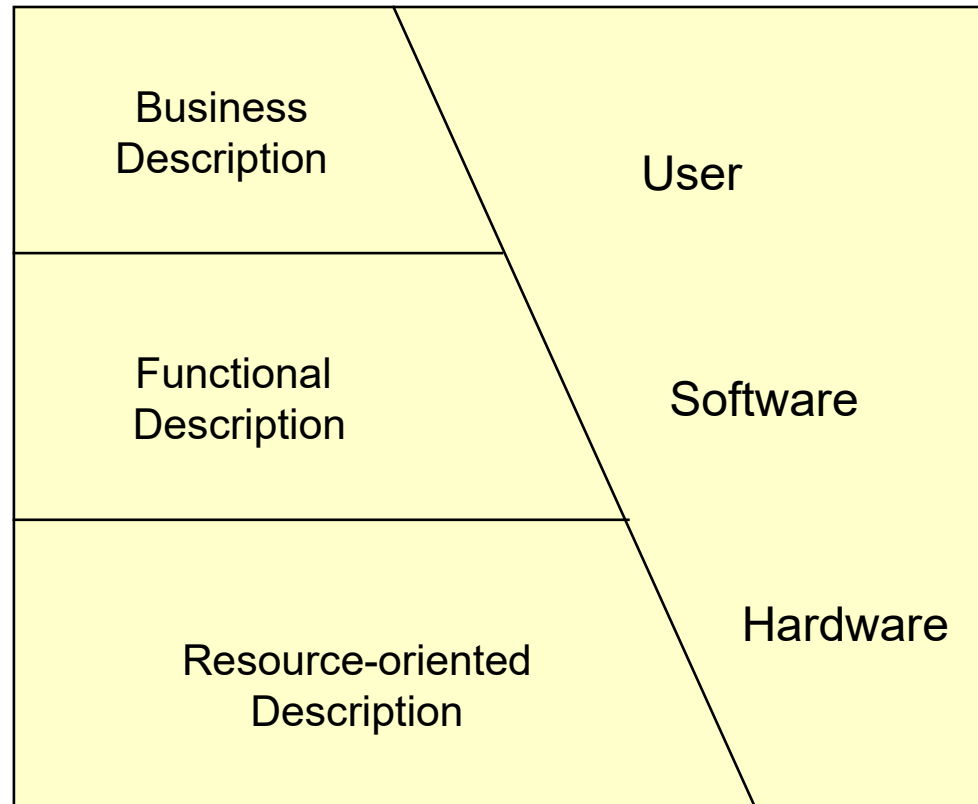 Business
Description
User
Functional
Description
Software
Resource-oriented
Description
Hardware